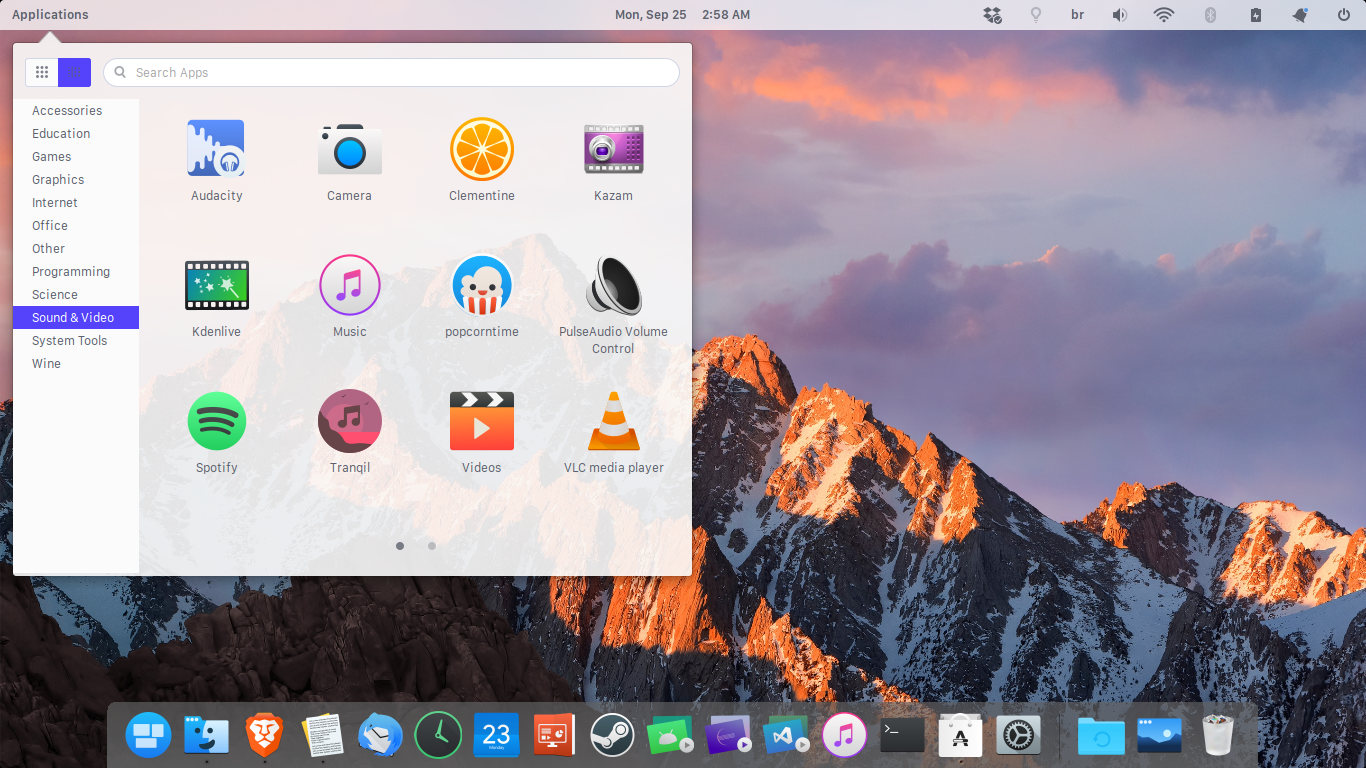 Applications
Mon, Sep 25 2:58 AM
br
Search Apps
Accessories
Education
Games
Graphics
Internet
Office
Other
Programming
Science
Sound & Video
System Tools
Wine
Audacity
Camera
Clementine
Kazam
Kdenlive
Music
popcorntime
PulseAudio Volume
Control
Spotify
Tranqil
Videos
VLC media player
23
Monday
>_